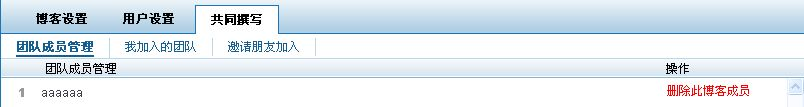 博客设置 用户设置 共同撰写
团队成员管理 我加入的团队 邀请朋友加入
团队成员管理 操作
1 aaaaaa 删除此博客成员